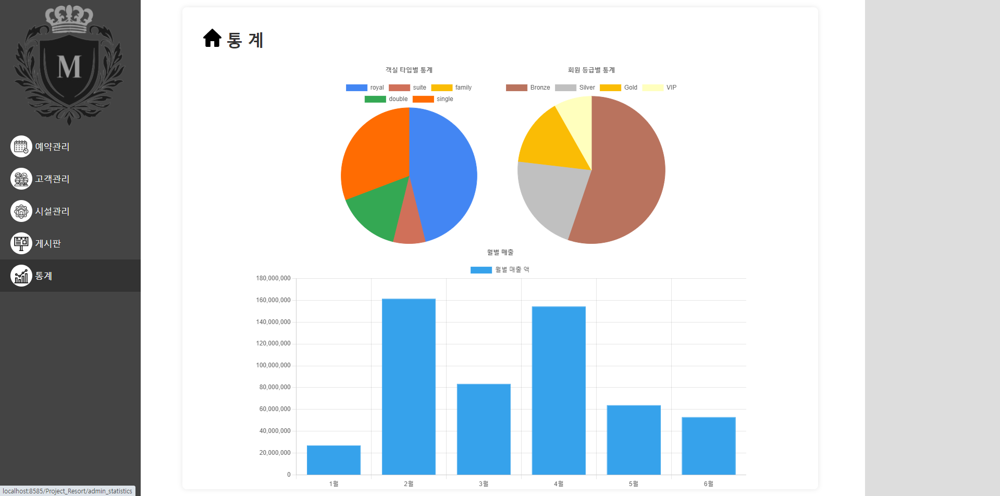 M
예약관리
고객관리
시설관리
게시판
통계
통 계
객실 타입별 통계
royal suite family
double single
회원 등급별 통계
Bronze Silver Gold VIP
월별 매출
월별 매출 액
180,000,000
160,000,000
140,000,000
120,000,000
100,000,000
80,000,000
60,000,000
40,000,000
20,000,000
0
1월 2월 3월 4월 5월 6월
localhost:8585/Project_Resort/admin_statistics